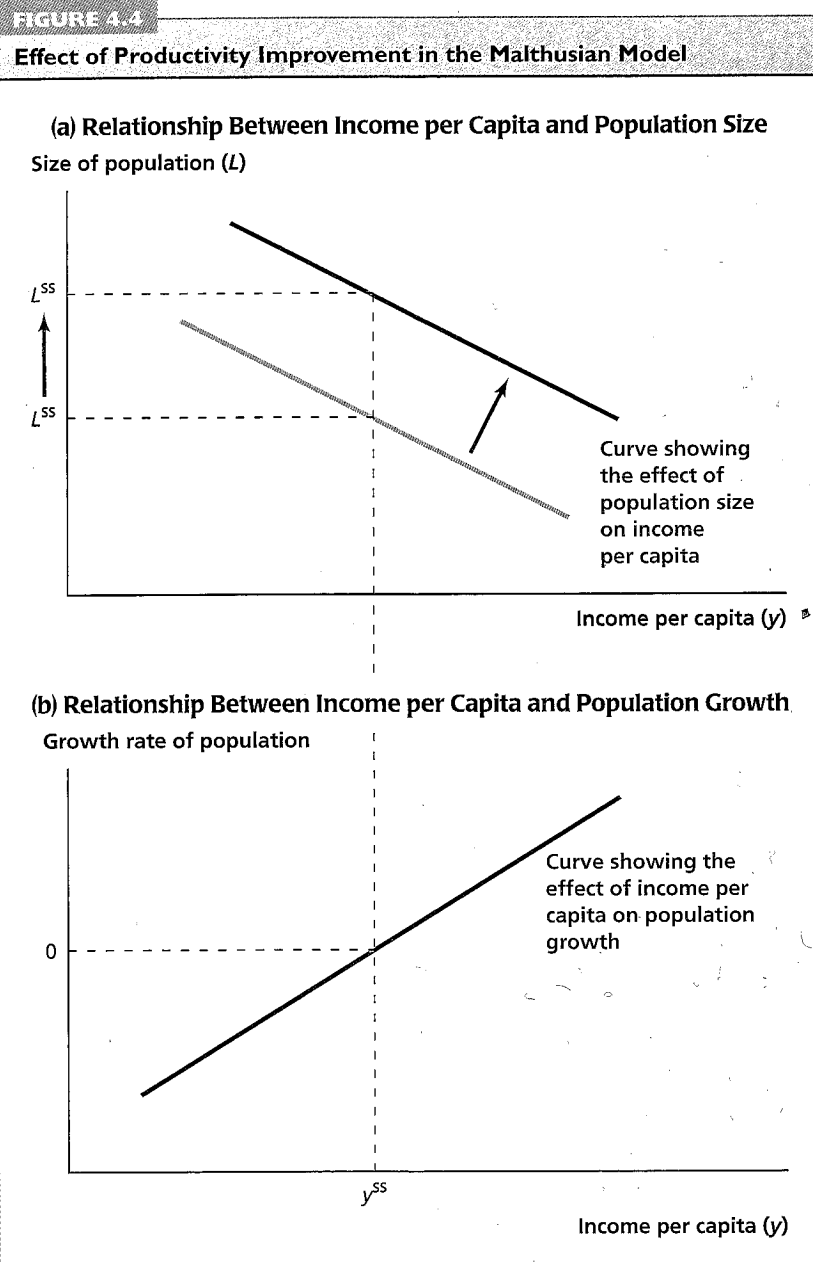 FIGURE 4.4
Effect of Productivity Improvement in the Malthusian Model
(a) Relationship Between Income per Capita and Population Size
Size of population (L)
L^SS
L^SS
Curve showing
the effect of
population size
on income
per capita
Income per capita (y)
(b) Relationship Between Income per Capita and Population Growth
Growth rate of population
Curve showing the
effect of income per
capita on population
growth
0
y^SS
Income per capita (y)